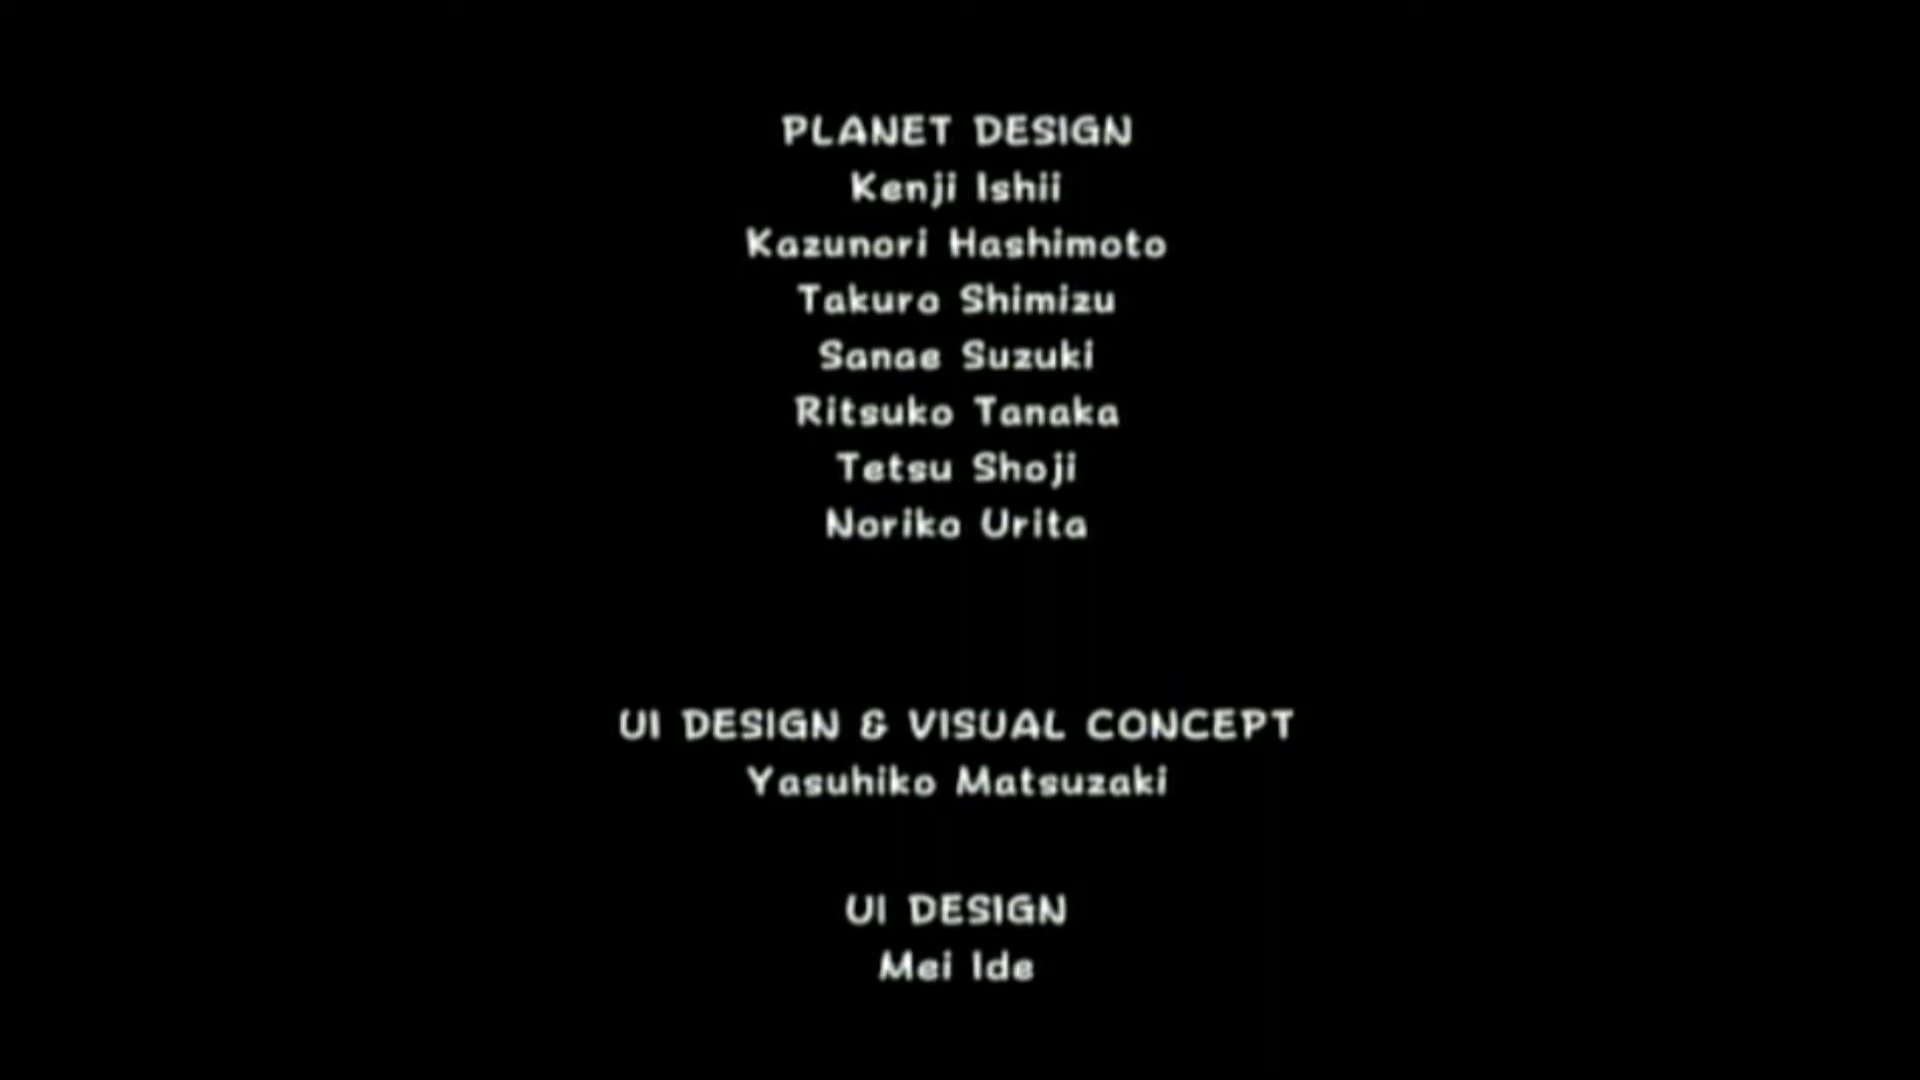 PLANET DESIGN
Kenji Ishii
Kazunori Hashimoto
Takuro Shimizu
Sanae Suzuki
Ritsuko Tanaka
Tetsu Shoji
Noriko Urita
UI DESIGN & VISUAL CONCEPT
Yasuhiko Matsuzaki
UI DESIGN
Mei Ide